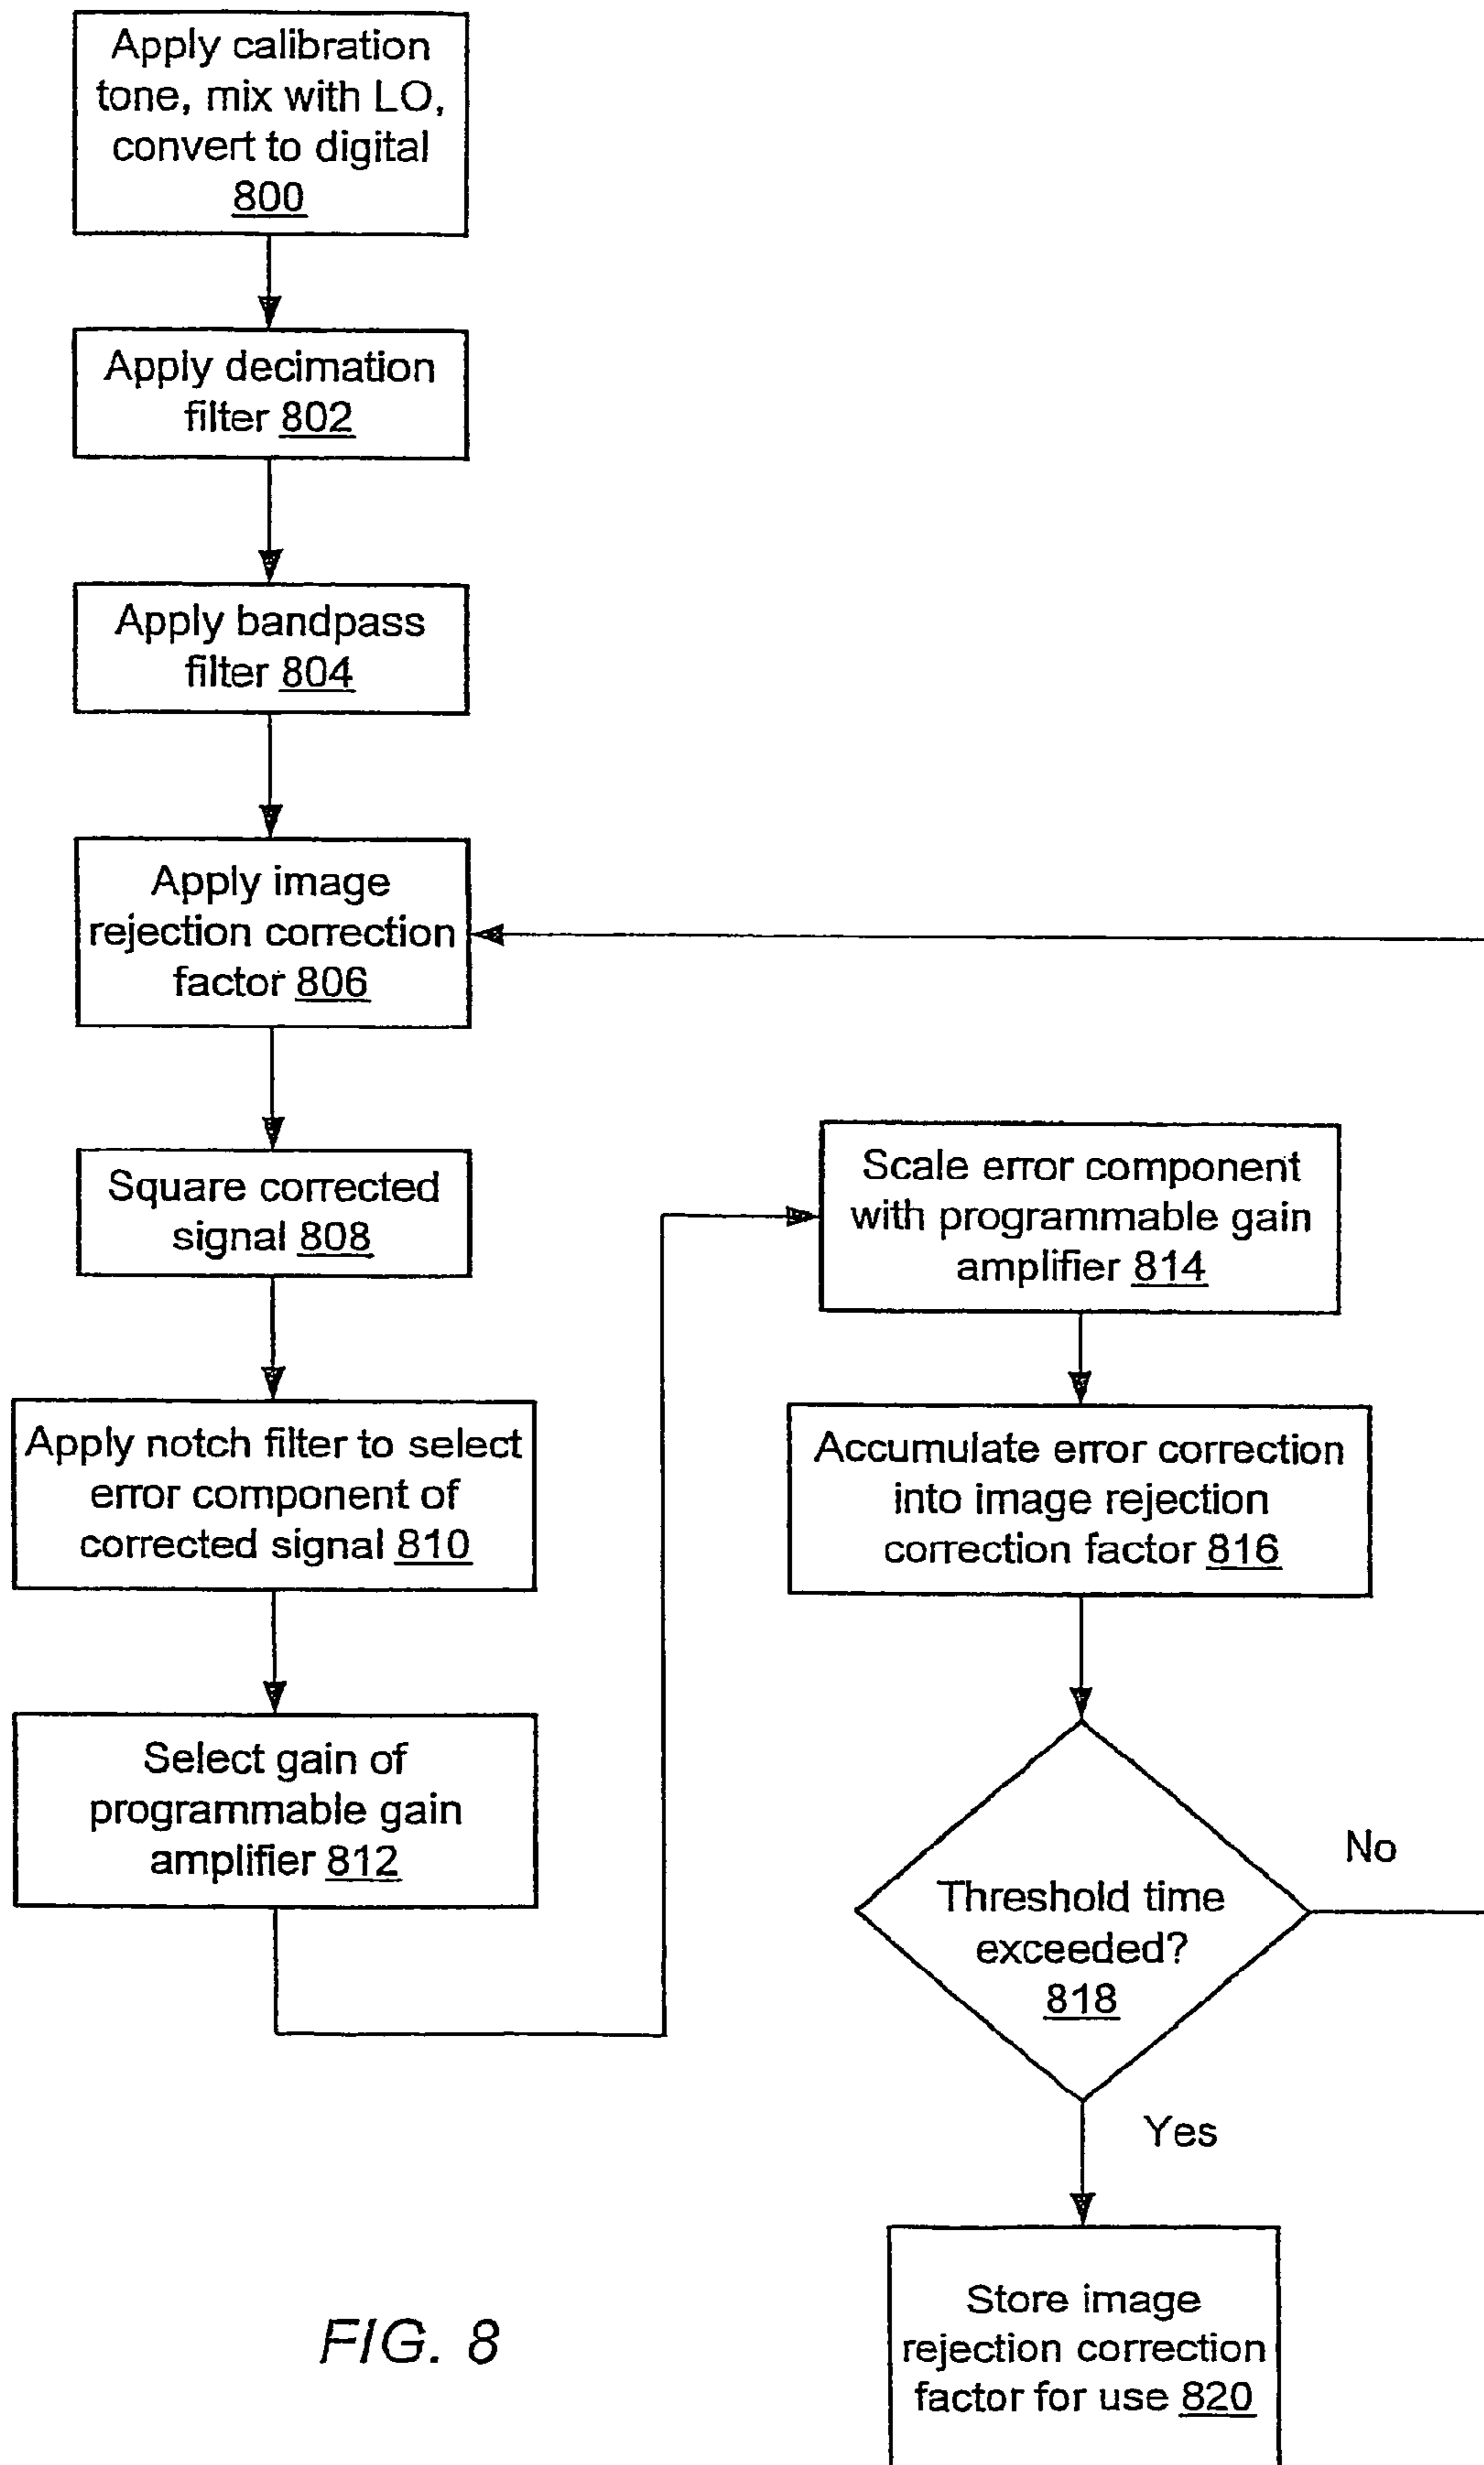 Apply calibration
tone, mix with LO,
convert to digital
800
Apply decimation
filter 802
Apply bandpass
filter 804
Apply image
rejection correction
factor 806
Square corrected
signal 808
Apply notch filter to select
error component of
corrected signal 810
Select gain of
programmable gain
amplifier 812
Scale error component
with programmable gain
amplifier 814
Accumulate error correction
into image rejection
correction factor 816
Threshold time
exceeded?
818
No
Yes
Store image
rejection correction
factor for use 820
FIG. 8